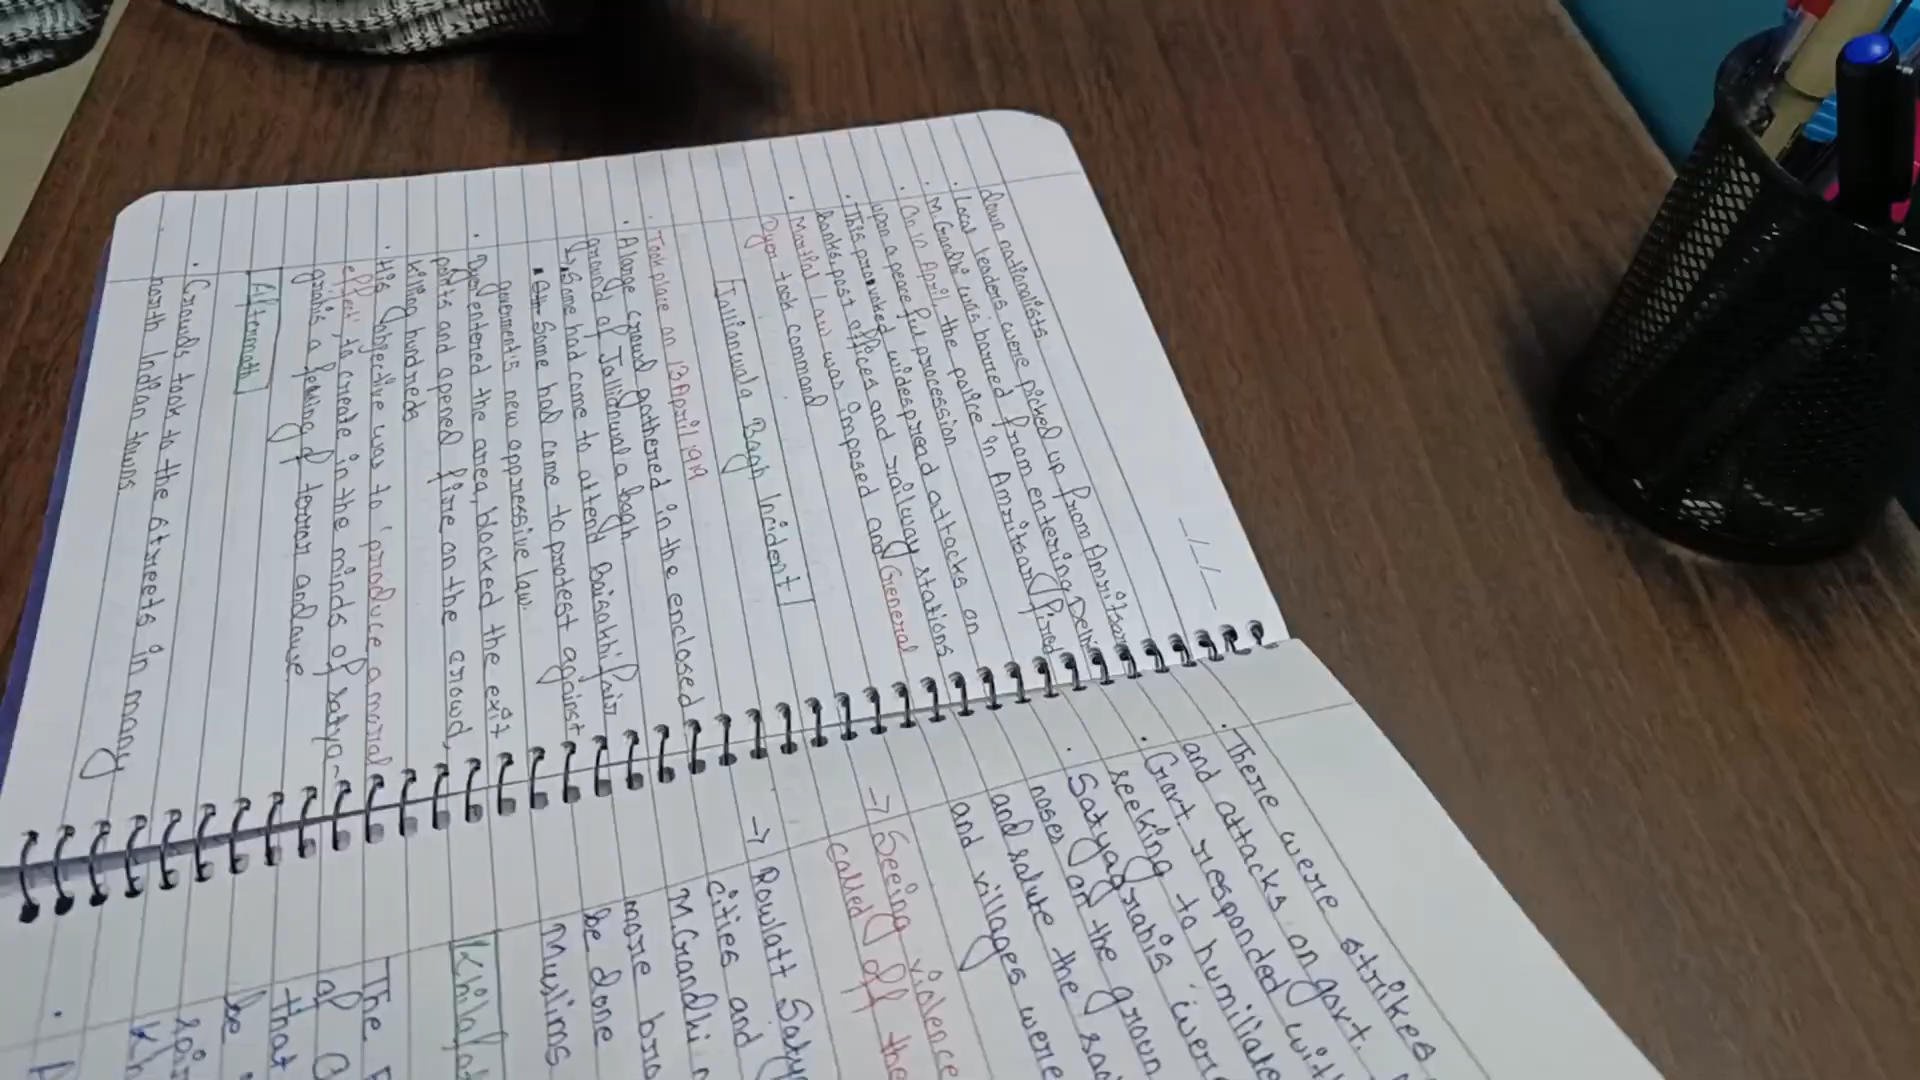 down nationalists.
• Local leaders were picked up from Amritsar
• M.Gandhi was barred from entering Delhi
• On in April, the police in Amritsar fired
upon a peaceful procession
• This provoked widespread attacks on
banks, post offices and railway stations
• Martial law was imposed and General
Dyer took command
Jallianwala Bagh Incident
• Took place on 13 April 1919
• A large crowd gathered in the enclosed
ground of Jallianwala bagh
Some had come to attend Baisakhi fair
• Some had come to protest against
government's new oppressive law.
• Dyer entered the area, blocked the exit
points and opened fire on the crowd,
killing hundreds
• His objective was to 'produce a moral
effect', to create in the minds of satya-
grahis a feeling of terror and awe.
Aftermath
• Crowds took to the streets in many
north Indian towns
• There were strikes
and attacks on govt.
• Govt. responded with
seeking to humiliate
• Satyagrahis were
noses on the groun
and salute the
and villages were
→ Seeing violence
called off the
→ Rowlatt Saty
cities and
M.Gandhi
more bro
be done
Muslims
Khilafat
The
of
that
be